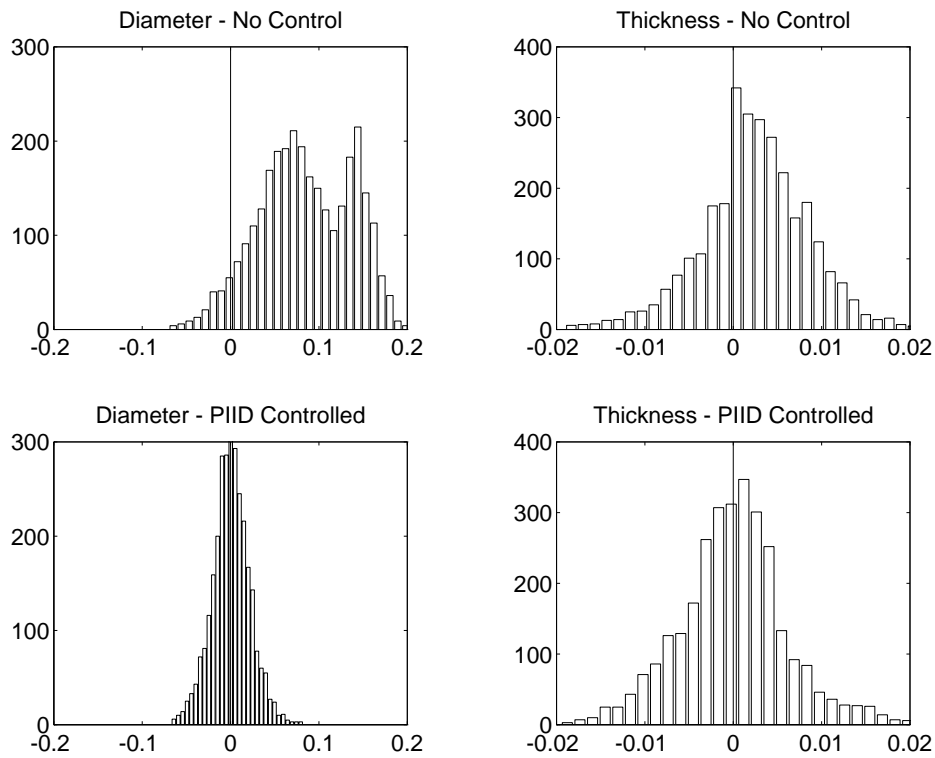 Diameter - No Control
300
200
100
0
-0.2 -0.1 0 0.1 0.2
Thickness - No Control
400
300
200
100
0
-0.02 -0.01 0 0.01 0.02
Diameter - PIID Controlled
300
200
100
0
-0.2 -0.1 0 0.1 0.2
Thickness - PIID Controlled
400
300
200
100
0
-0.02 -0.01 0 0.01 0.02